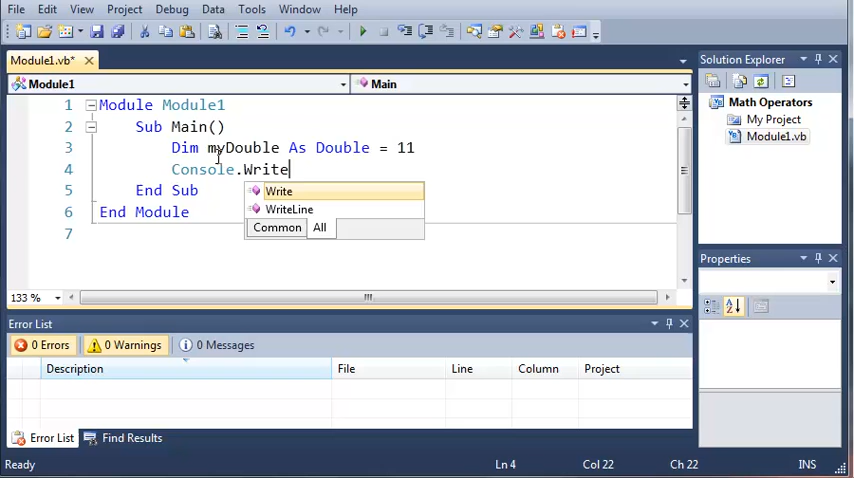 File Edit View Project Debug Data Tools Window Help
Module1.vb*
Module1
Main
1 Module Module1
2 Sub Main()
3 Dim myDouble As Double = 11
4 Console.Write
5 End Sub
6 End Module
7
Write
WriteLine
Common All
133 %
Solution Explorer
Math Operators
My Project
Module1.vb
Properties
Error List
0 Errors 0 Warnings 0 Messages
Description File Line Column Project
Error List Find Results
Ready Ln 4 Col 22 Ch 22 INS